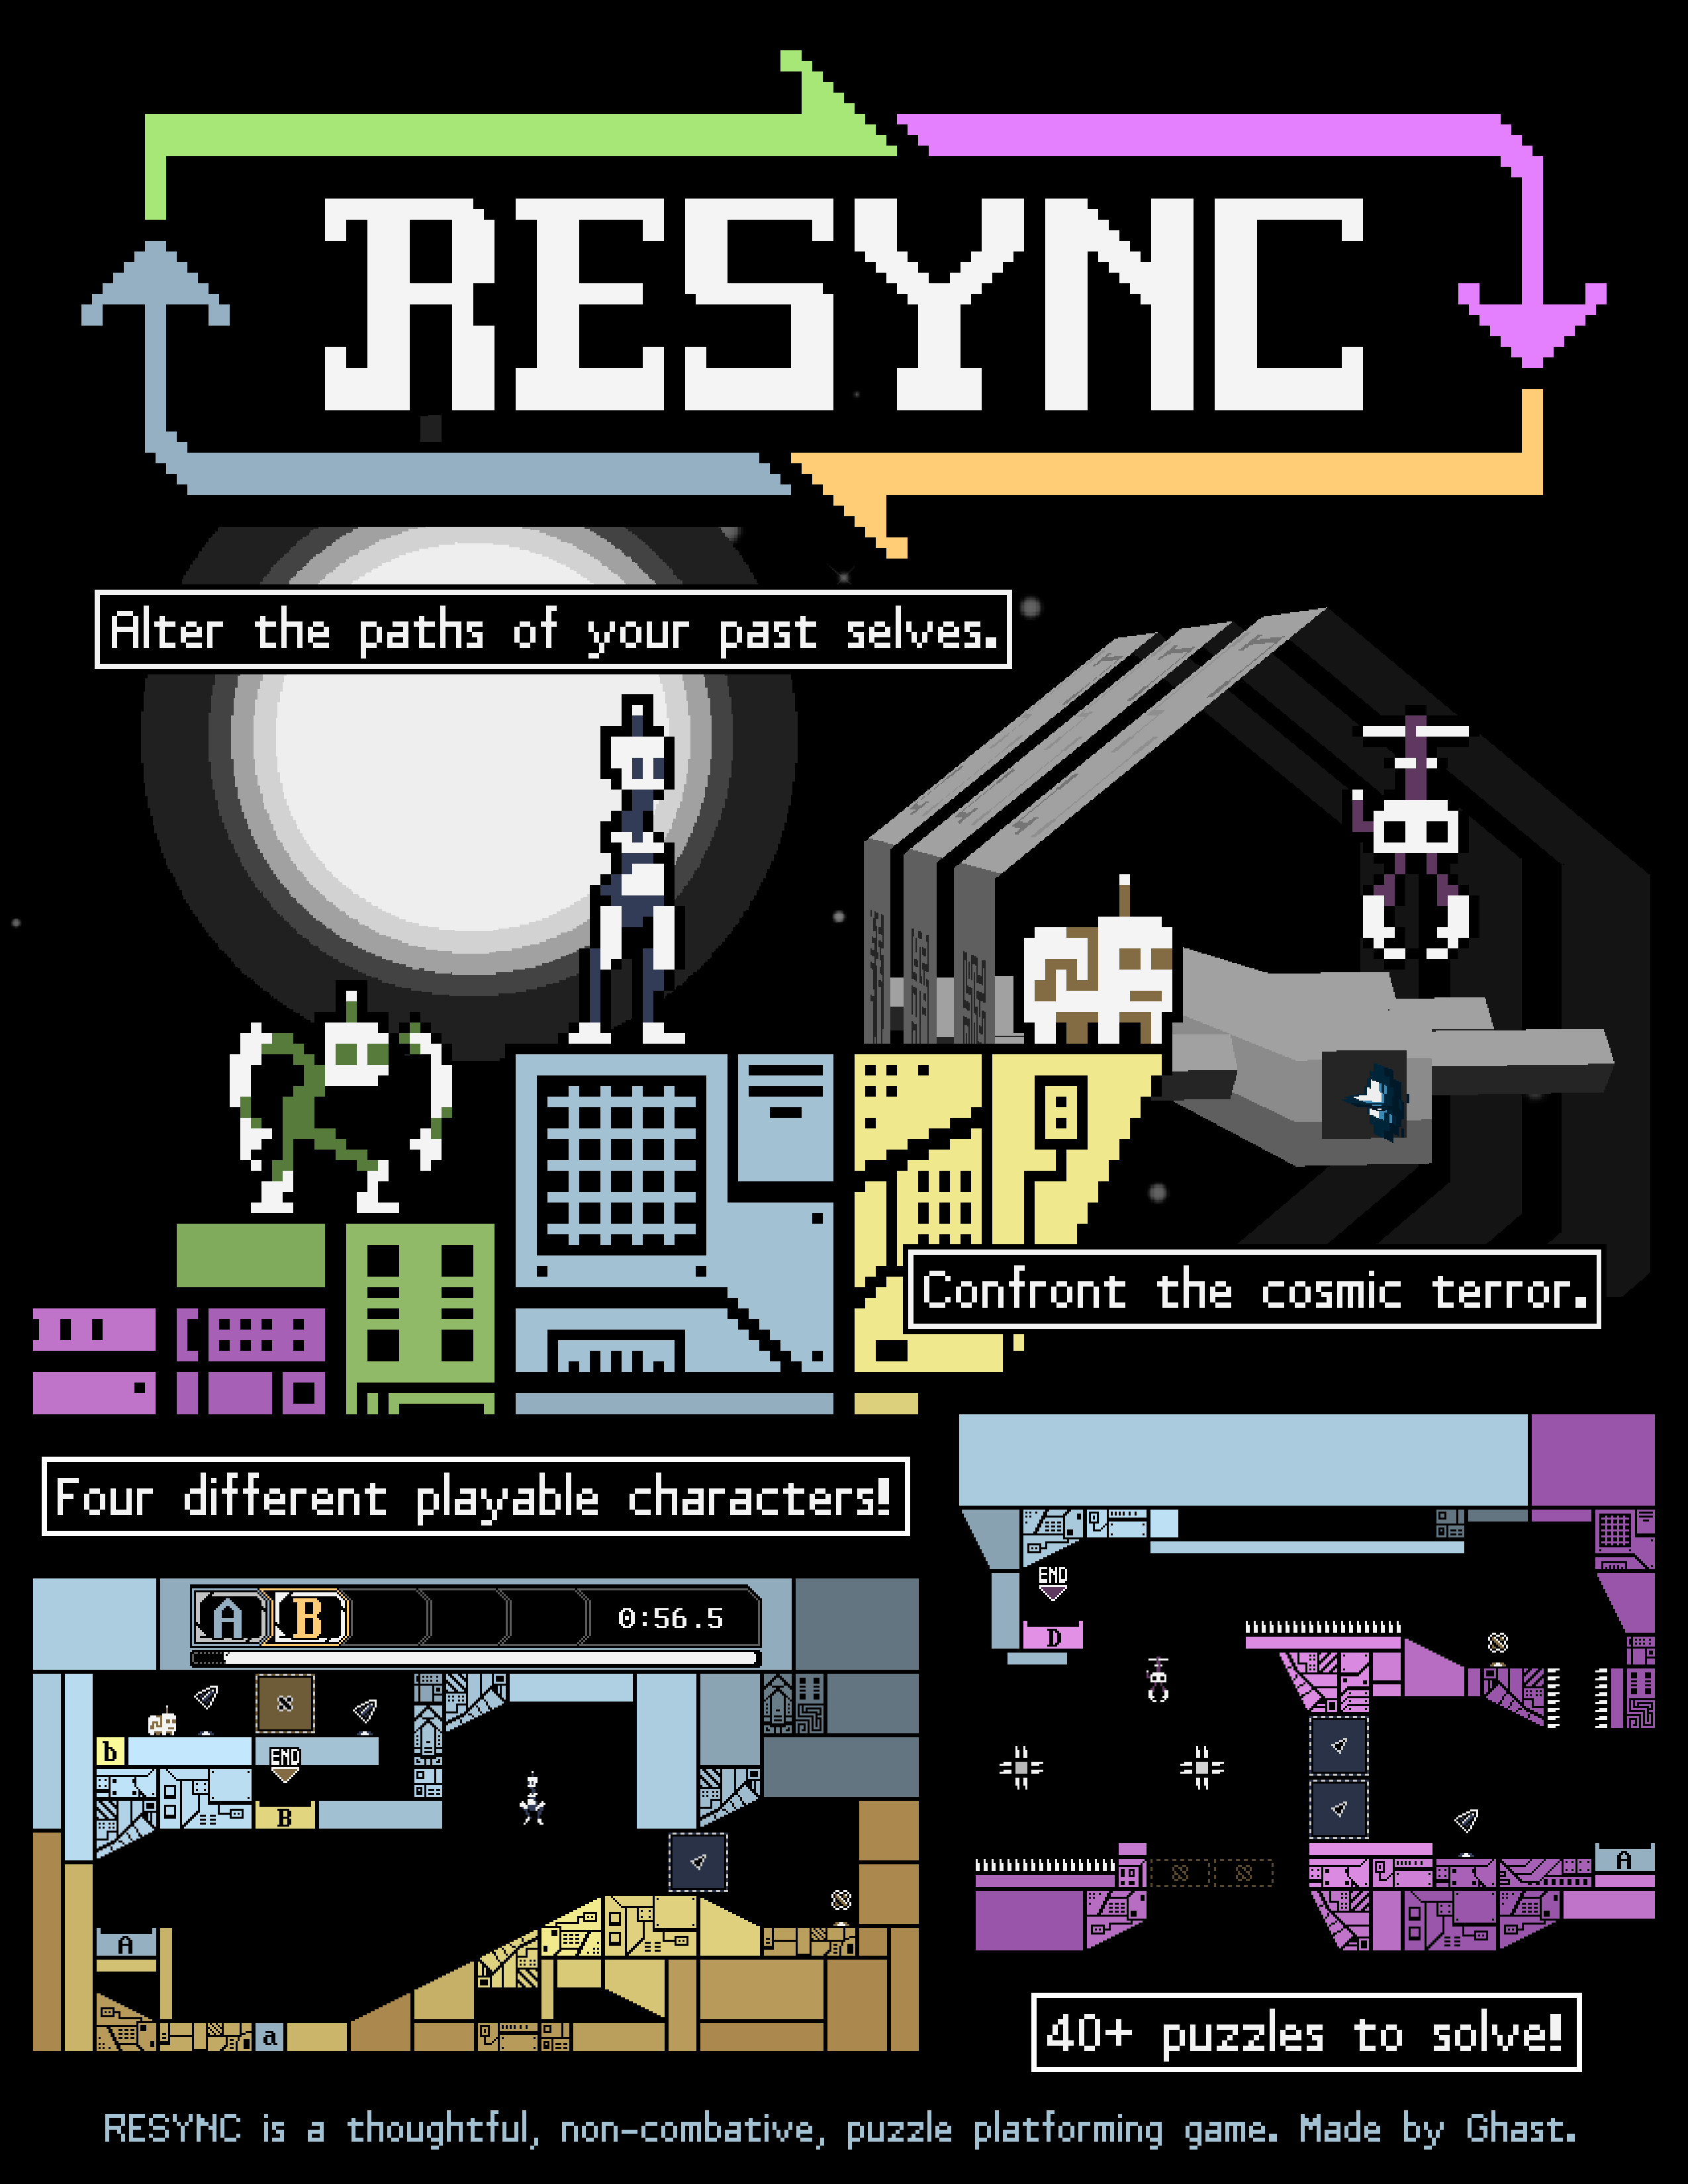 RESYNC
Alter the paths of your past selves.
Confront the cosmic terror.
Four different playable characters!
A B 0:56.5
b
END
B
A
a
END
D
A
40+ puzzles to solve!
RESYNC is a thoughtful, non-combative, puzzle platforming game. Made by Ghast.